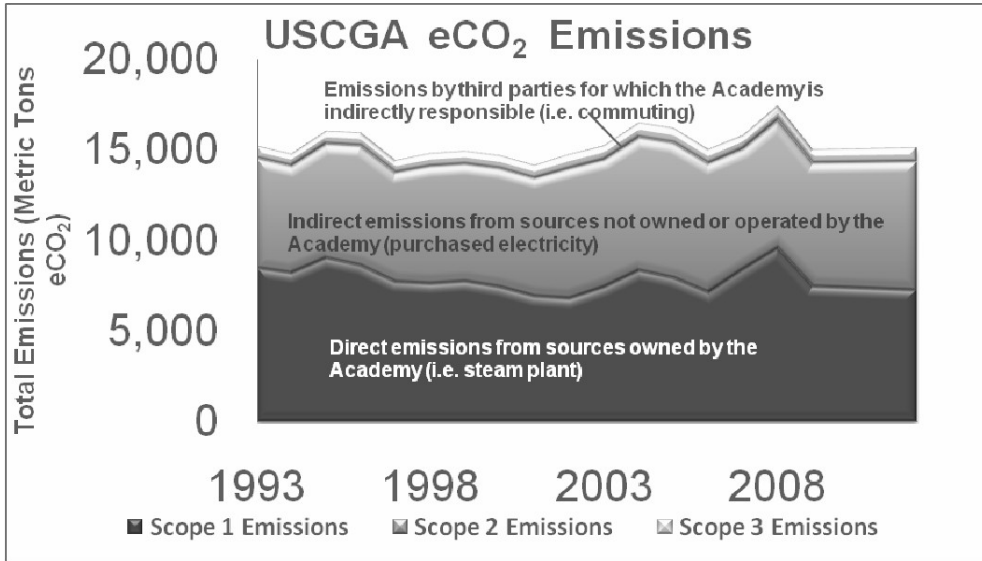 USCGA eCO₂ Emissions
Total Emissions (Metric Tons
eCO₂)
20,000
15,000
10,000
5,000
0
Emissions by third parties for which the Academy is
indirectly responsible (i.e. commuting)
Indirect emissions from sources not owned or operated by the
Academy (purchased electricity)
Direct emissions from sources owned by the
Academy (i.e. steam plant)
1993 1998 2003 2008
Scope 1 Emissions Scope 2 Emissions Scope 3 Emissions